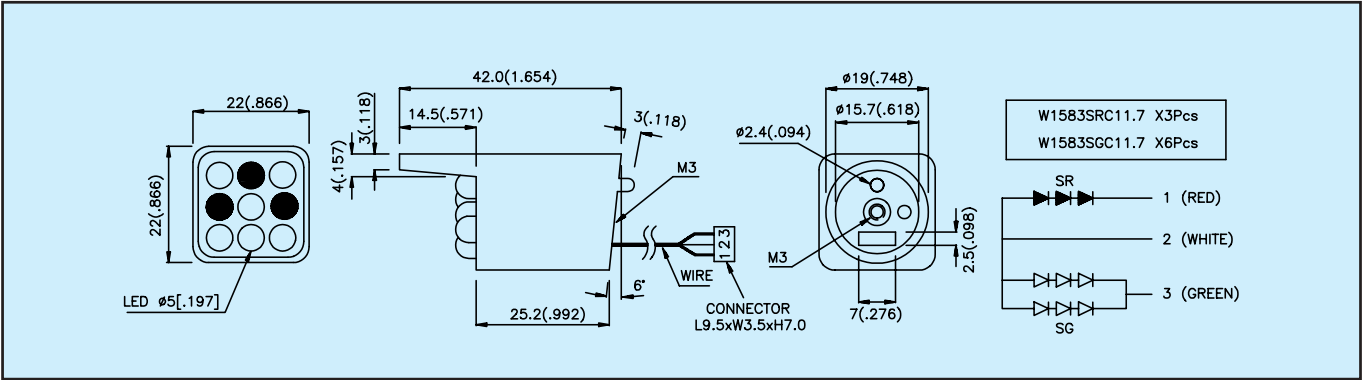 22(.866)
22(.866)
LED ø5[.197]
42.0(1.654)
14.5(.571)
3(.118)
4(.157)
3(.118)
M3
WIRE
6°
25.2(.992)
1 2 3
CONNECTOR
L9.5xW3.5xH7.0
ø19(.748)
ø15.7(.618)
ø2.4(.094)
M3
2.5(.098)
7(.276)
W1583SRC11.7 X3Pcs
W1583SGC11.7 X6Pcs
SR
1 (RED)
2 (WHITE)
3 (GREEN)
SG